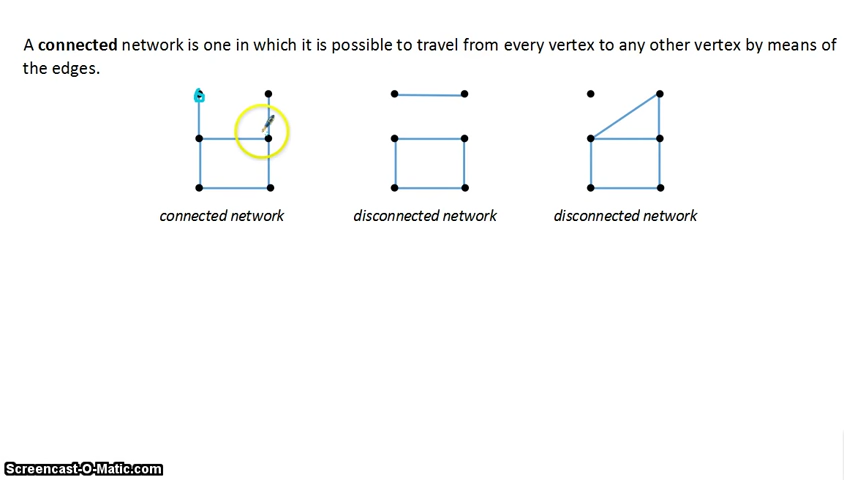 A connected network is one in which it is possible to travel from every vertex to any other vertex by means of
the edges.
connected network
disconnected network
disconnected network
Screencast-O-Matic.com